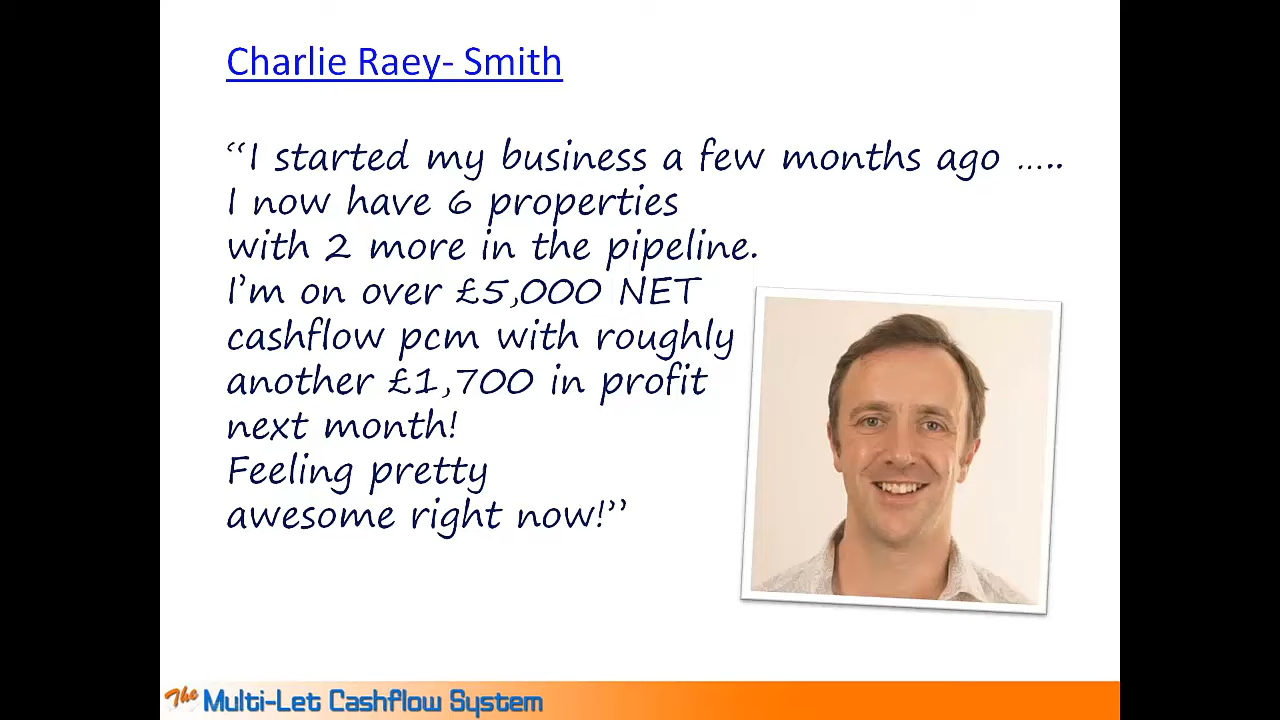 Charlie Raey- Smith
“I started my business a few months ago .....
I now have 6 properties
with 2 more in the pipeline.
I’m on over £5,000 NET
cashflow pcm with roughly
another £1,700 in profit
next month!
Feeling pretty
awesome right now!”
The Multi-Let Cashflow System